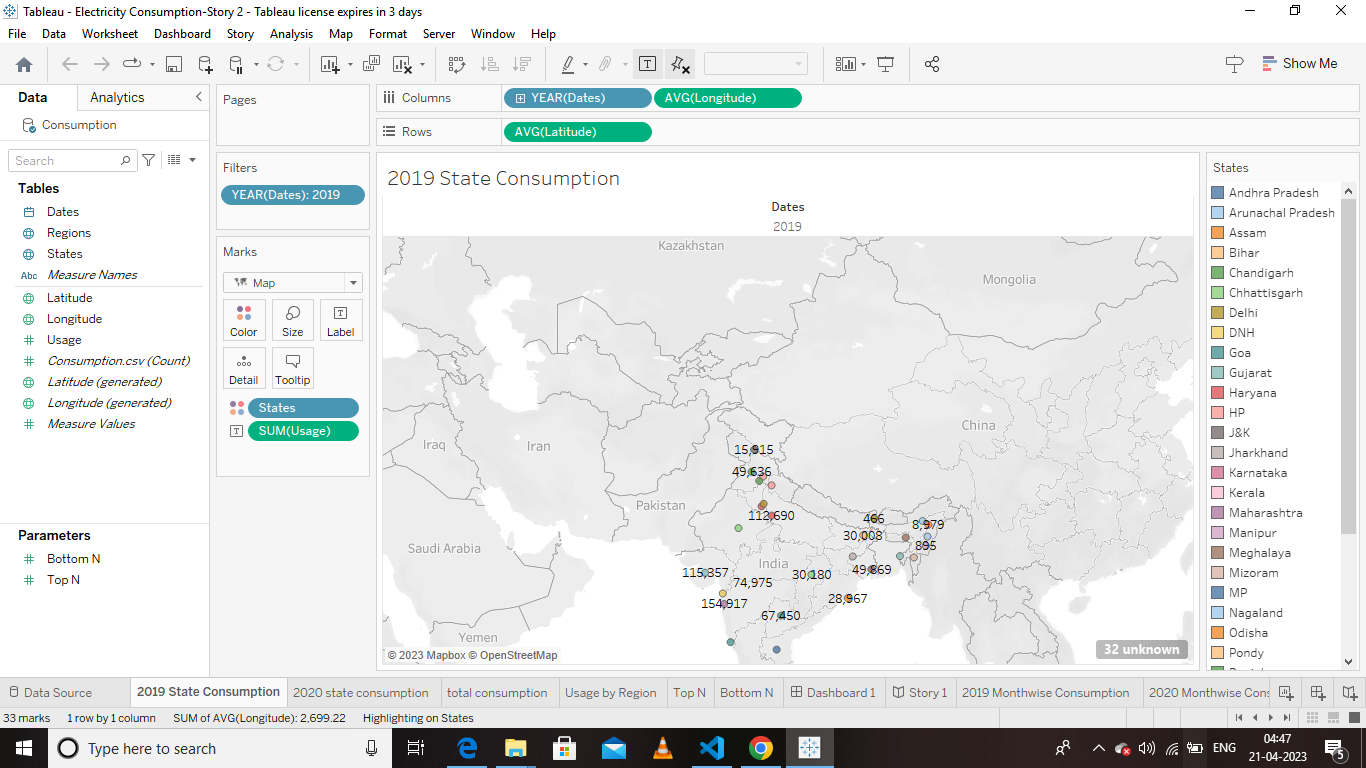 Tableau - Electricity Consumption-Story 2 - Tableau license expires in 3 days
File Data Worksheet Dashboard Story Analysis Map Format Server Window Help
Show Me
Data Analytics
Consumption
Search
Tables
Dates
Regions
States
Abc Measure Names
Latitude
Longitude
Usage
Consumption.csv (Count)
Latitude (generated)
Longitude (generated)
Measure Values
Parameters
Bottom N
Top N
Pages
Filters
YEAR(Dates): 2019
Marks
Map
Color Size Label
Detail Tooltip
States
SUM(Usage)
Columns YEAR(Dates) AVG(Longitude)
Rows AVG(Latitude)
2019 State Consumption
Dates
2019
Kazakhstan
Mongolia
China
Iraq
Iran
15,915
49,636
Pakistan
112,690
466
8,979
30,008
895
Saudi Arabia
India
115,357
74,975
30,180
49,869
154,917
28,967
67,450
Yemen
© 2023 Mapbox © OpenStreetMap
32 unknown
States
Andhra Pradesh
Arunachal Pradesh
Assam
Bihar
Chandigarh
Chhattisgarh
Delhi
DNH
Goa
Gujarat
Haryana
HP
J&K
Jharkhand
Karnataka
Kerala
Maharashtra
Manipur
Meghalaya
Mizoram
MP
Nagaland
Odisha
Pondy
Data Source 2019 State Consumption 2020 state consumption total consumption Usage by Region Top N Bottom N Dashboard 1 Story 1 2019 Monthwise Consumption 2020 Monthwise Cons
33 marks 1 row by 1 column SUM of AVG(Longitude): 2,699.22 Highlighting on States
Type here to search
ENG
04:47
21-04-2023
5